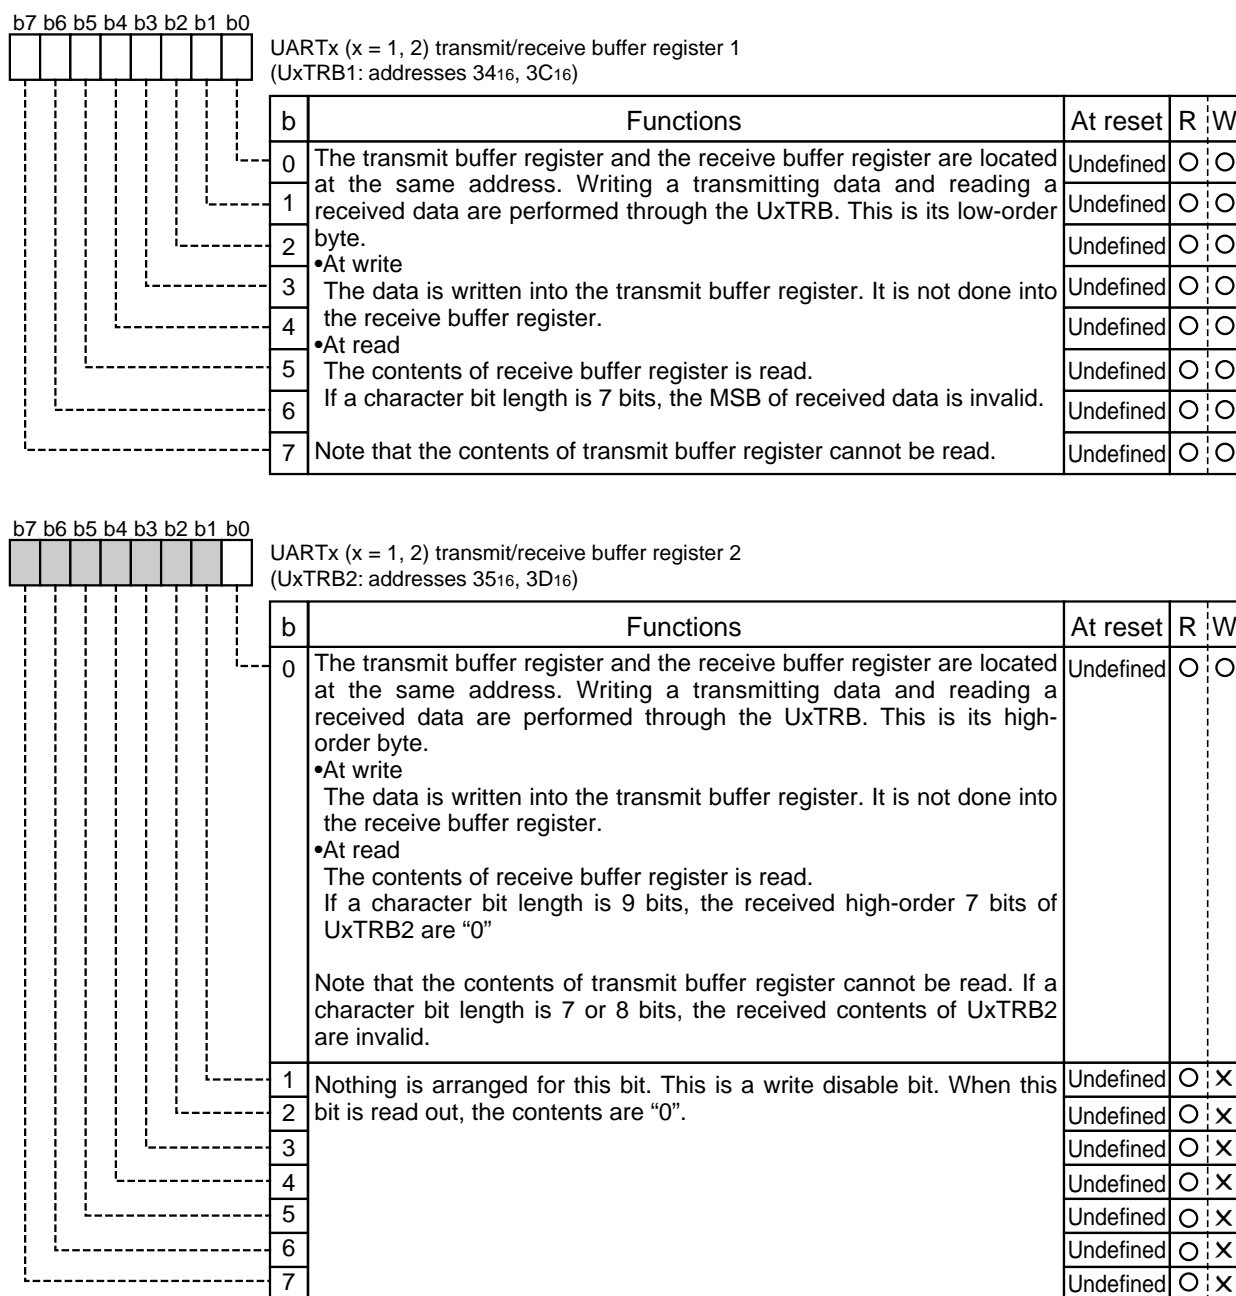 b7 b6 b5 b4 b3 b2 b1 b0
UARTx (x = 1, 2) transmit/receive buffer register 1
(UxTRB1: addresses 3416, 3C16)
b Functions At reset R W
0 The transmit buffer register and the receive buffer register are located Undefined O O
at the same address. Writing a transmitting data and reading a
1 received data are performed through the UxTRB. This is its low-order Undefined O O
2 byte. Undefined O O
•At write
3 The data is written into the transmit buffer register. It is not done into Undefined O O
4 the receive buffer register. Undefined O O
•At read
5 The contents of receive buffer register is read. Undefined O O
6 If a character bit length is 7 bits, the MSB of received data is invalid. Undefined O O
7 Note that the contents of transmit buffer register cannot be read. Undefined O O
b7 b6 b5 b4 b3 b2 b1 b0
UARTx (x = 1, 2) transmit/receive buffer register 2
(UxTRB2: addresses 3516, 3D16)
b Functions At reset R W
0 The transmit buffer register and the receive buffer register are located Undefined O O
at the same address. Writing a transmitting data and reading a
received data are performed through the UxTRB. This is its high-
order byte.
•At write
The data is written into the transmit buffer register. It is not done into
the receive buffer register.
•At read
The contents of receive buffer register is read.
If a character bit length is 9 bits, the received high-order 7 bits of
UxTRB2 are “0”
Note that the contents of transmit buffer register cannot be read. If a
character bit length is 7 or 8 bits, the received contents of UxTRB2
are invalid.
1 Nothing is arranged for this bit. This is a write disable bit. When this Undefined O X
2 bit is read out, the contents are “0”. Undefined O X
3 Undefined O X
4 Undefined O X
5 Undefined O X
6 Undefined O X
7 Undefined O X